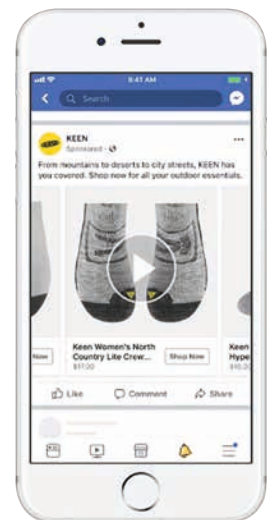 9:41 AM
Search
KEEN
Sponsored ·
From mountains to deserts to city streets, KEEN has
you covered. Shop now for all your outdoor essentials.
Now
Keen Women's North
Country Lite Crew...
$17.00
Shop Now
Keen
Hype
Like
Comment
Share